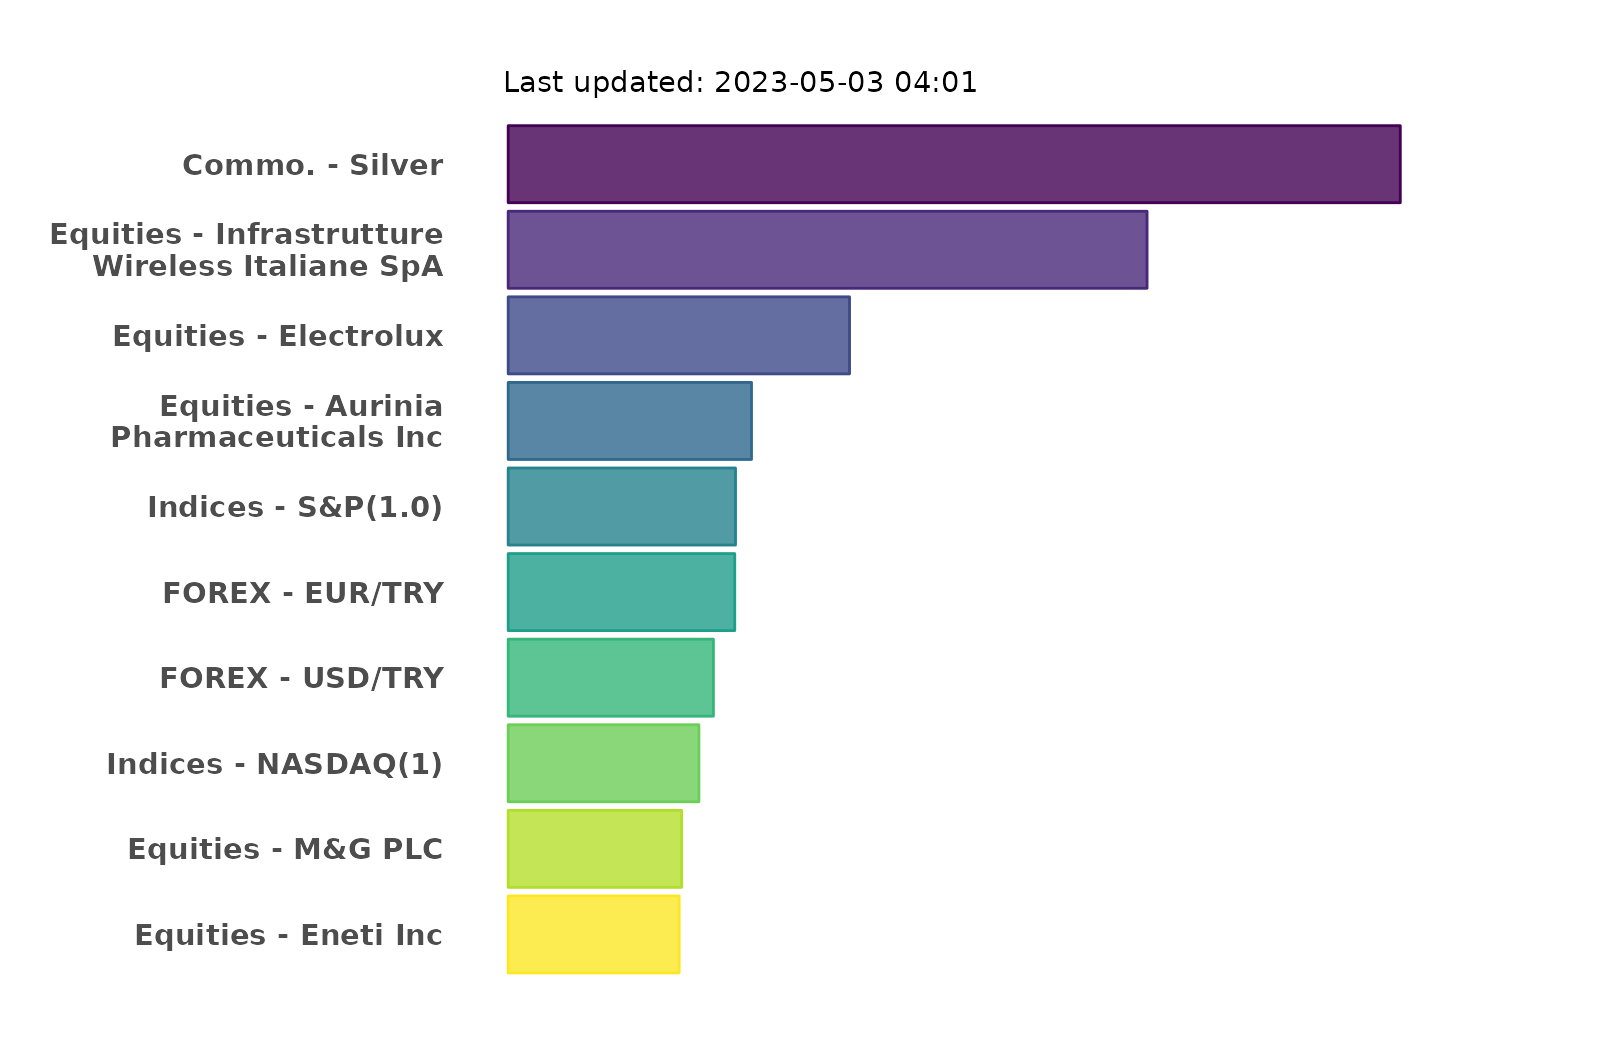 Last updated: 2023-05-03 04:01
Commo. - Silver
Equities - Infrastrutture
Wireless Italiane SpA
Equities - Electrolux
Equities - Aurinia
Pharmaceuticals Inc
Indices - S&P(1.0)
FOREX - EUR/TRY
FOREX - USD/TRY
Indices - NASDAQ(1)
Equities - M&G PLC
Equities - Eneti Inc